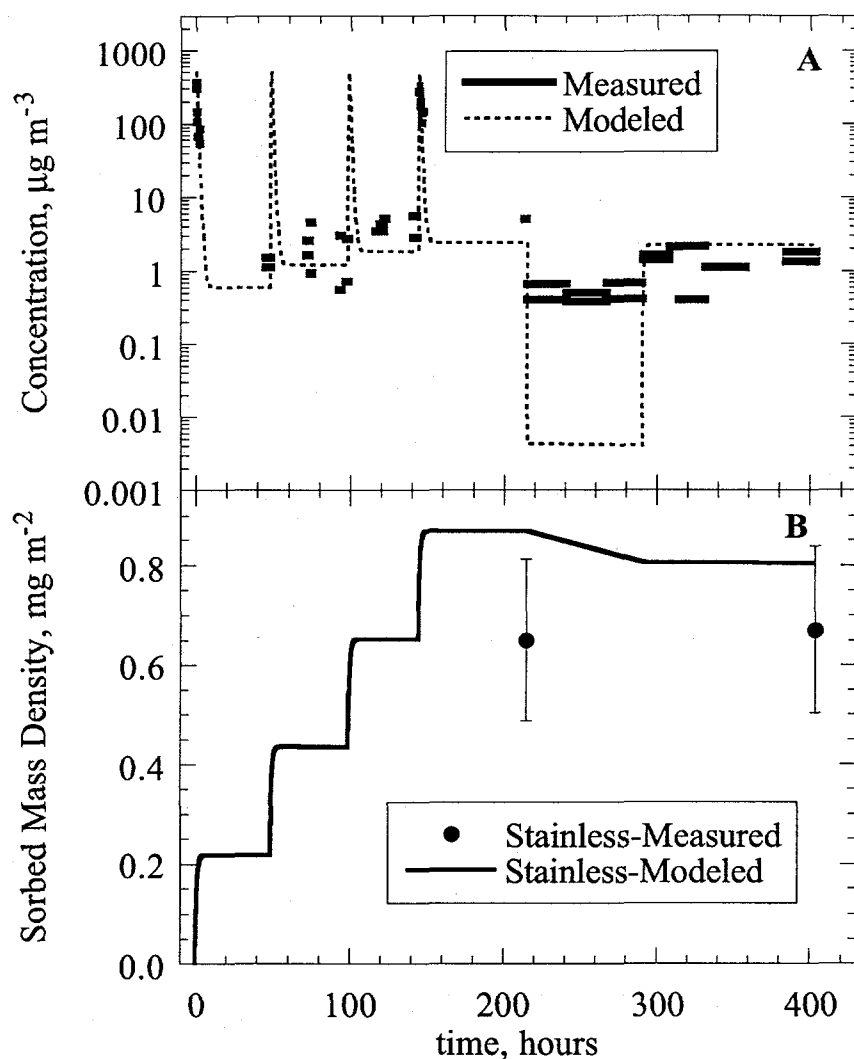 A
Measured
Modeled
1000
100
10
1
0.1
0.01
0.001
Concentration, μg m⁻³
B
0.8
0.6
0.4
0.2
0.0
Sorbed Mass Density, mg m⁻²
Stainless-Measured
Stainless-Modeled
0
100
200
300
400
time, hours